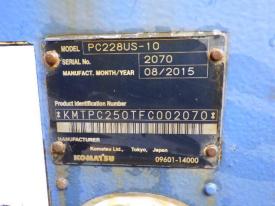 MODEL PC228US-10
SERIAL No. 2070
MANUFACT. MONTH/YEAR 08/2015
Product Identification Number
*KMTPC250TFC002070*
MANUFACTURER
Komatsu Ltd., Tokyo, Japan
KOMATSU 09601-14000